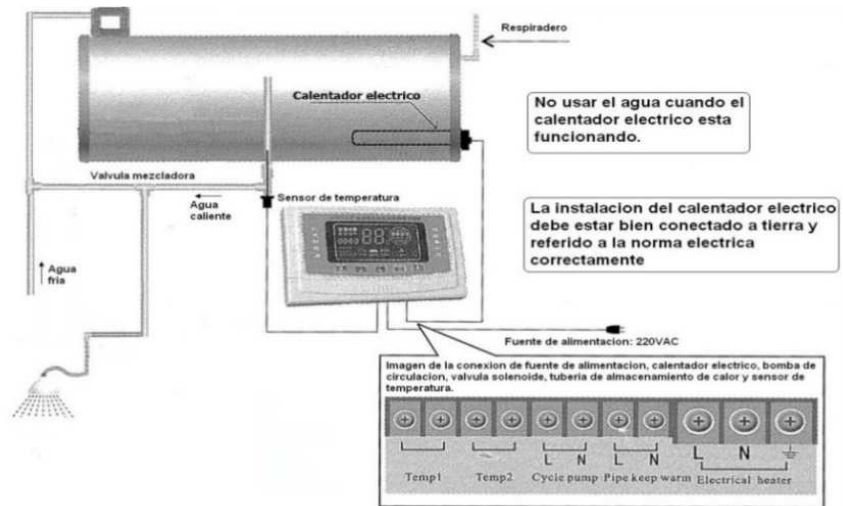 Respiradero
Calentador electrico
No usar el agua cuando el
calentador electrico esta
funcionando.
Valvula mezcladora
Agua
caliente
Sensor de temperatura
La instalacion del calentador electrico
debe estar bien conectado a tierra y
referido a la norma electrica
correctamente
Agua
fria
88
Fuente de alimentacion: 220VAC
Imagen de la conexion de fuente de alimentacion, calentador electrico, bomba de
circulacion, valvula solenoide, tuberia de almacenamiento de calor y sensor de
temperatura.
L N L N L N
Temp1 Temp2 Cycle pump Pipe keep warm Electrical heater